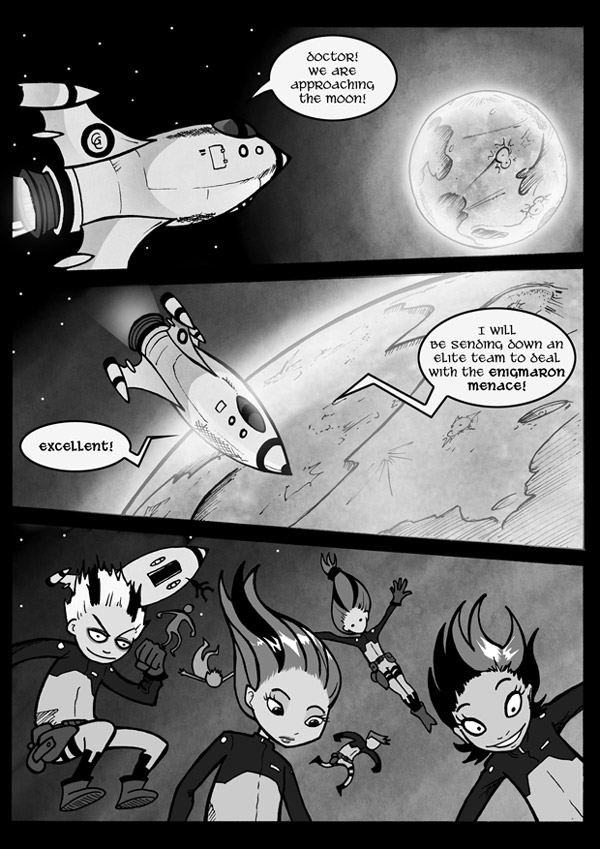 Doctor!
We are
approaching
the moon!
I will
be sending down an
elite team to deal
with the enigmaron
menace!
excellent!